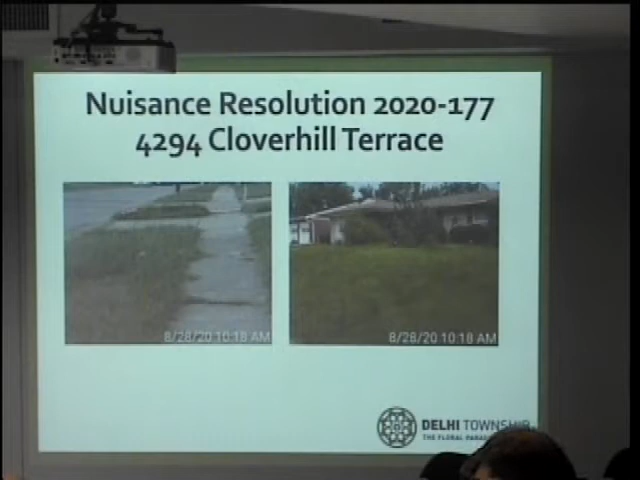 Nuisance Resolution 2020-177
4294 Cloverhill Terrace
8/28/20 10:18 AM
8/28/20 10:18 AM
DELHI TOWNSHIP
THE FLORAL